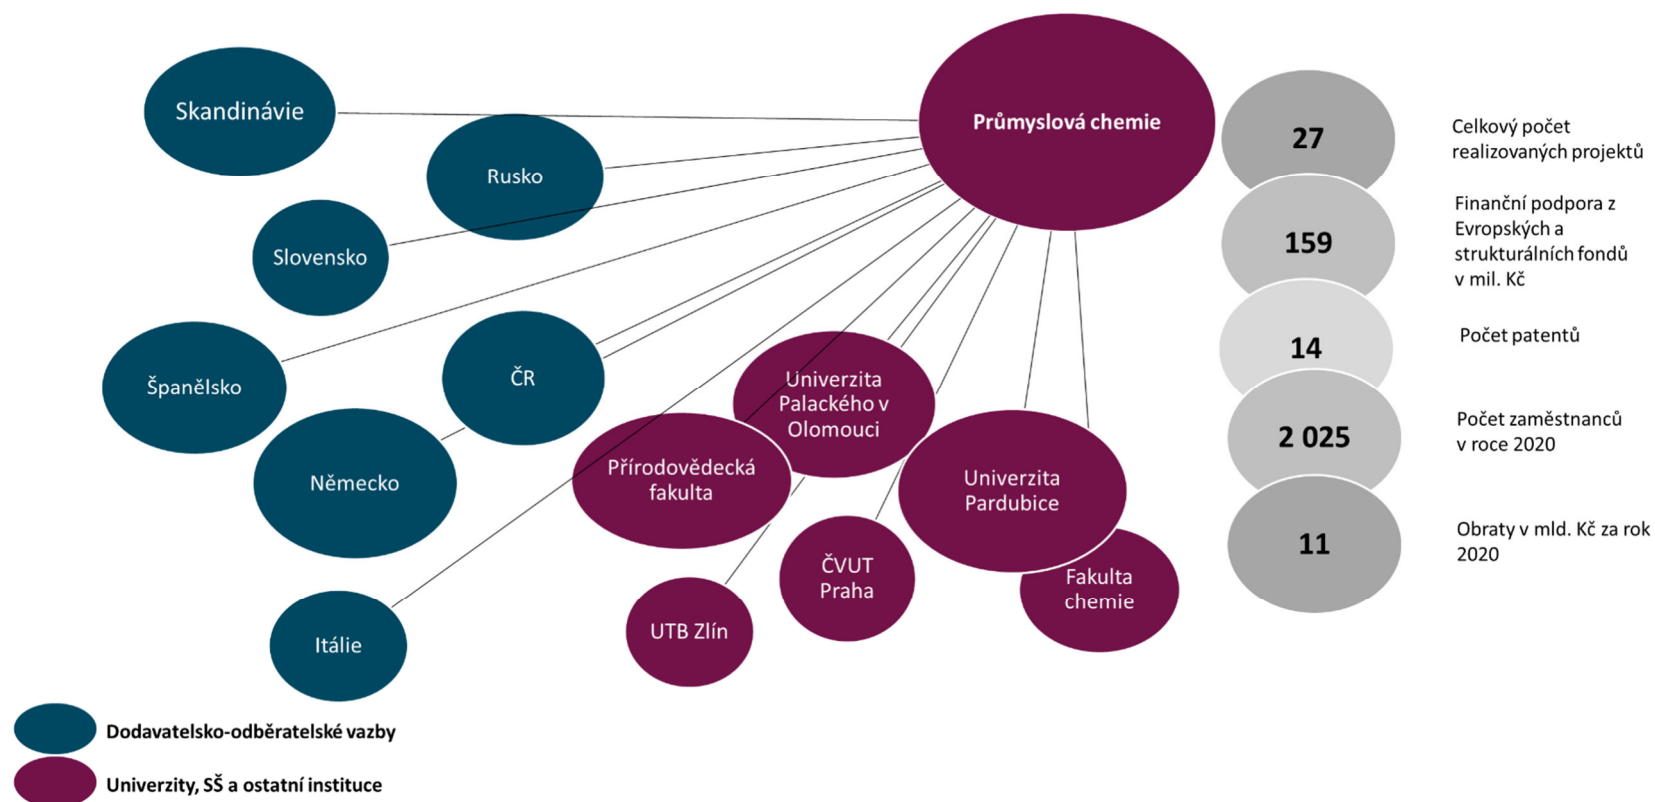 Skandinávie
Rusko
Slovensko
Španělsko
ČR
Německo
Itálie
Průmyslová chemie
Univerzita
Palackého v
Olomouci
Přírodovědecká
fakulta
UTB Zlín
ČVUT
Praha
Univerzita
Pardubice
Fakulta
chemie
27
Celkový počet
realizovaných projektů
159
Finanční podpora z
Evropských a
strukturálních fondů
v mil. Kč
14
Počet patentů
2 025
Počet zaměstnanců
v roce 2020
11
Obraty v mld. Kč za rok
2020
Dodavatelsko-odběratelské vazby
Univerzity, SŠ a ostatní instituce